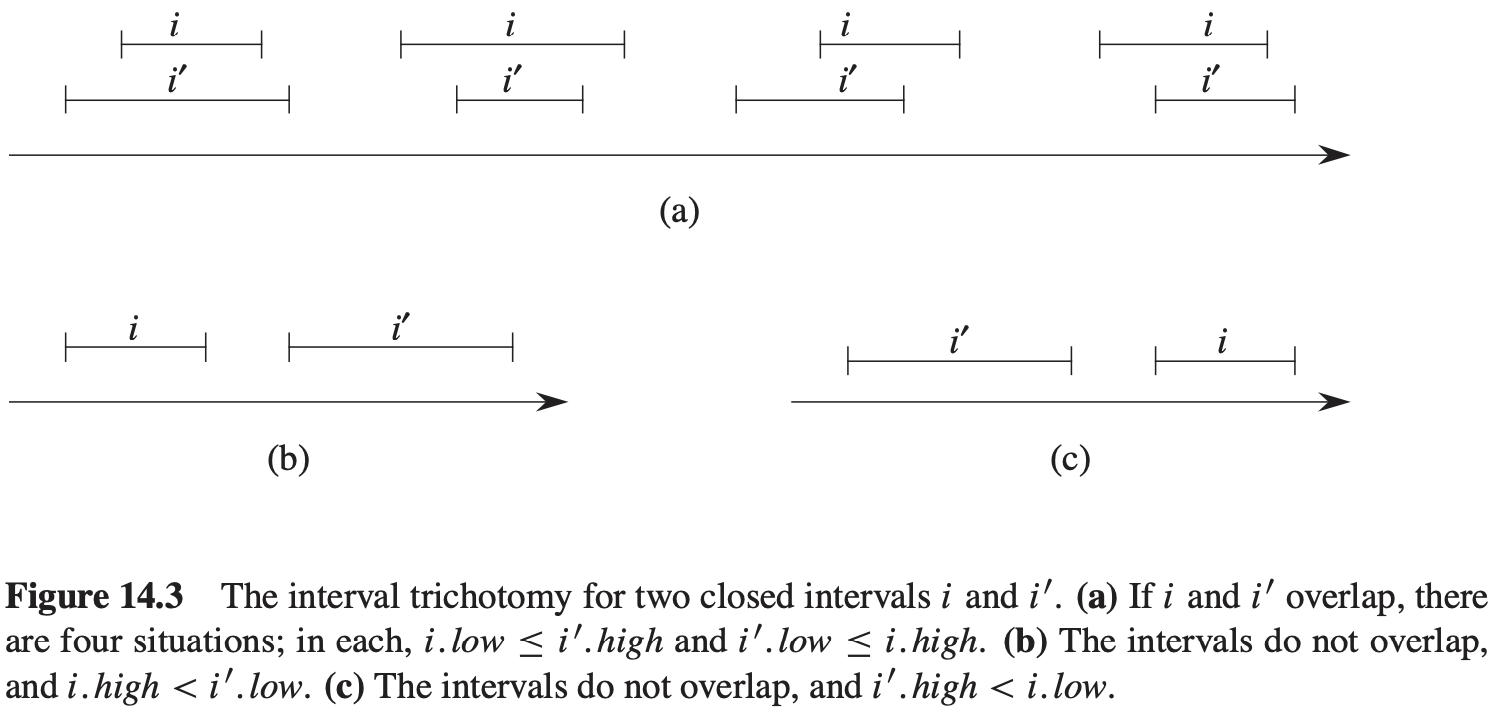 i i i i
i′ i′ i′ i′
(a)
i i′ i′ i
(b) (c)
Figure 14.3 The interval trichotomy for two closed intervals i and i′. (a) If i and i′ overlap, there
are four situations; in each, i.low ≤ i′.high and i′.low ≤ i.high. (b) The intervals do not overlap,
and i.high < i′.low. (c) The intervals do not overlap, and i′.high < i.low.